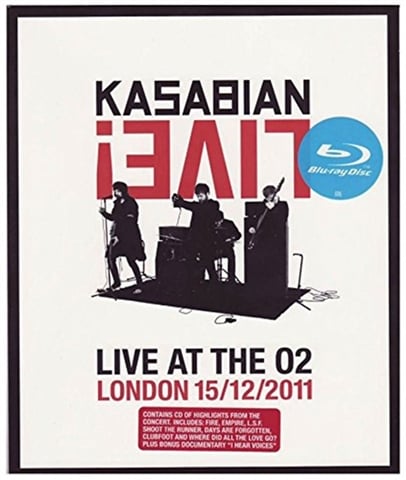 KASABIAN
LIVE!
Blu-ray Disc
LIVE AT THE O2
LONDON 15/12/2011
CONTAINS CD OF HIGHLIGHTS FROM THE
CONCERT, INCLUDES; FIRE, EMPIRE, L.S.F.
SHOOT THE RUNNER, DAYS ARE FORGOTTEN,
CLUBFOOT AND WHERE DID ALL THE LOVE GO?
PLUS BONUS DOCUMENTARY "I HEAR VOICES"